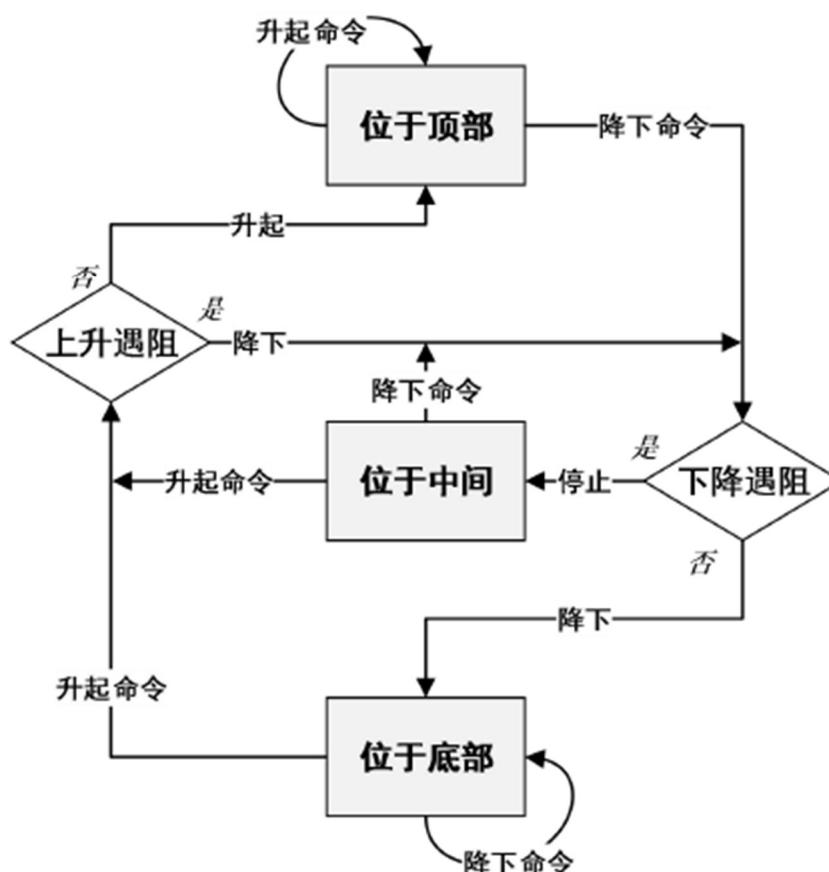 升起命令
位于顶部
降下命令
升起
否
是
上升遇阻
降下
降下命令
是
升起命令
位于中间
停止
下降遇阻
否
降下
升起命令
位于底部
降下命令